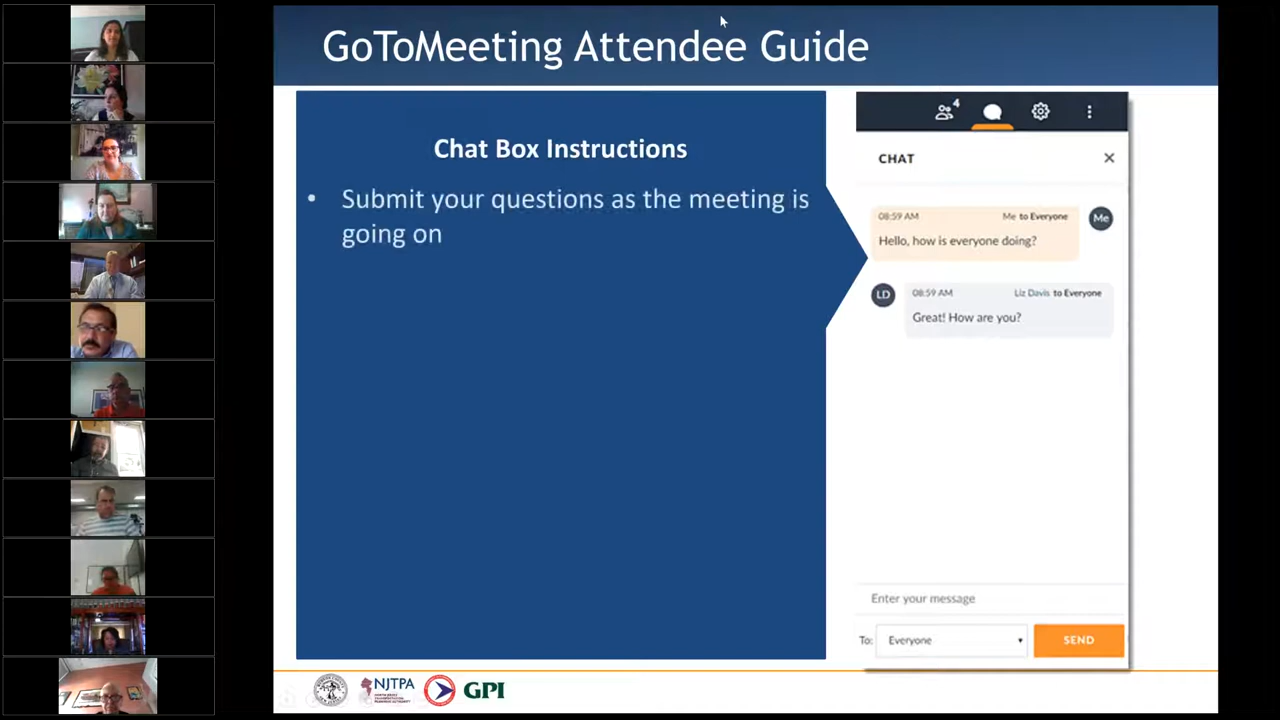 GoToMeeting Attendee Guide
Chat Box Instructions
• Submit your questions as the meeting is
going on
4
CHAT
08:59 AM Me to Everyone
Me
Hello, how is everyone doing?
LD
08:59 AM Liz Davis to Everyone
Great! How are you?
Enter your message
To: Everyone
SEND
NJTPA
GPI